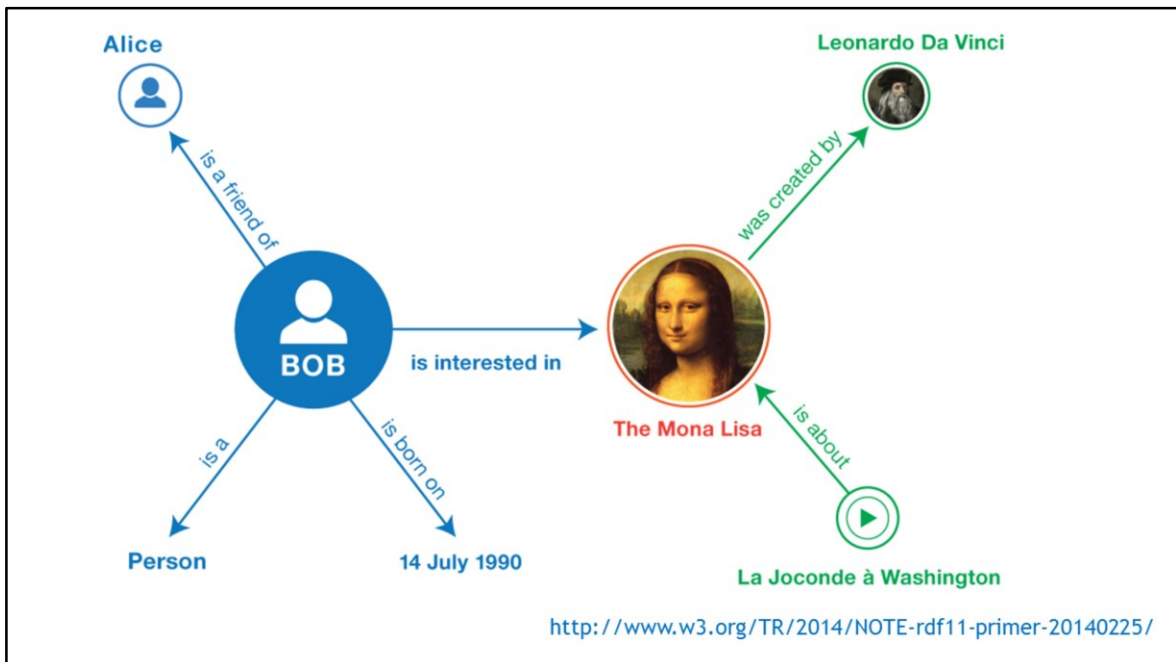 Alice
Leonardo Da Vinci
is a friend of
was created by
BOB
is interested in
The Mona Lisa
is a
is born on
is about
Person
14 July 1990
La Joconde à Washington
http://www.w3.org/TR/2014/NOTE-rdf11-primer-20140225/